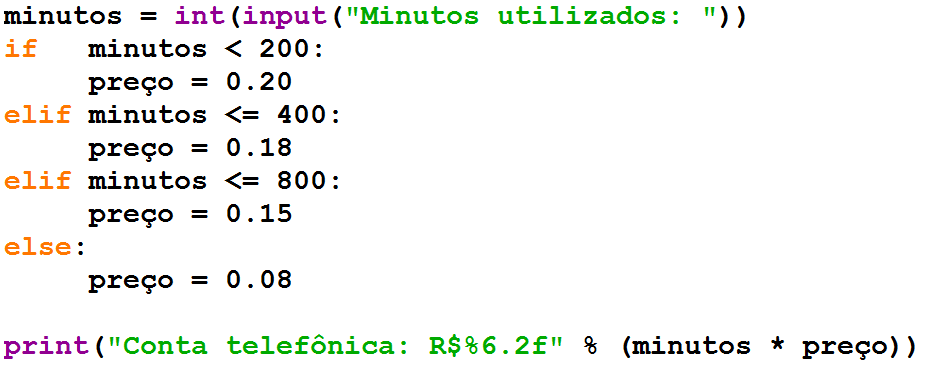 minutos = int(input("Minutos utilizados: "))
if   minutos < 200:
     preço = 0.20
elif minutos <= 400:
     preço = 0.18
elif minutos <= 800:
     preço = 0.15
else:
     preço = 0.08
print("Conta telefônica: R$%6.2f" % (minutos * preço))